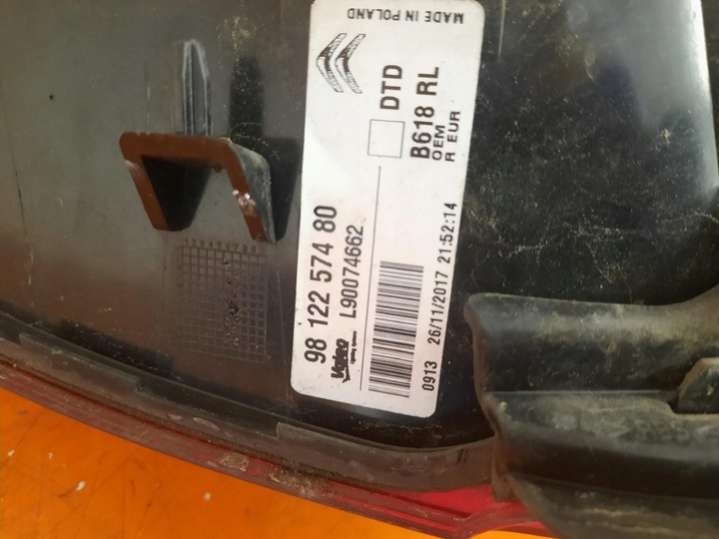 98 122 574 80
Valeo L90074662
DTD
B618 RL
OEM
R EUR
0913 26/11/2017 21:52:14
MADE IN POLAND